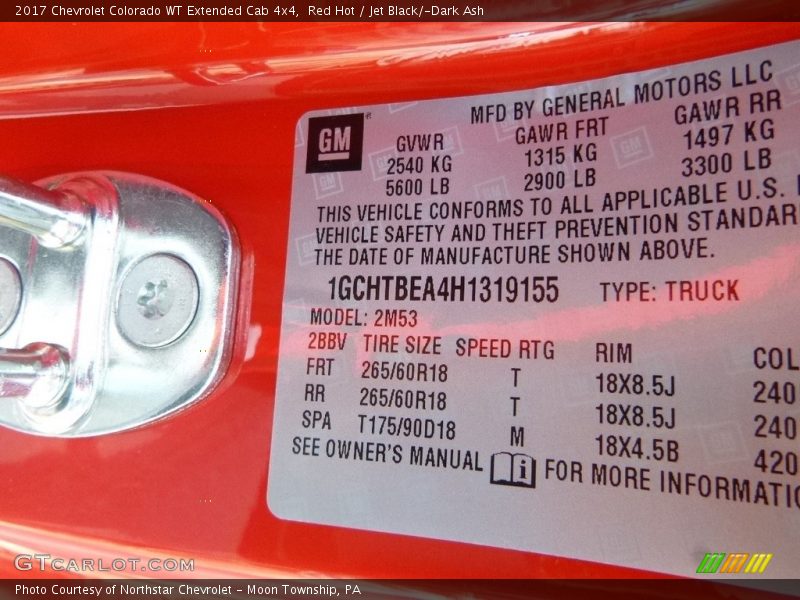 2017 Chevrolet Colorado WT Extended Cab 4x4, Red Hot / Jet Black/-Dark Ash
GM
MFD BY GENERAL MOTORS LLC
GVWR GAWR FRT GAWR RR
2540 KG 1315 KG 1497 KG
5600 LB 2900 LB 3300 LB
THIS VEHICLE CONFORMS TO ALL APPLICABLE U.S.
VEHICLE SAFETY AND THEFT PREVENTION STANDAR
THE DATE OF MANUFACTURE SHOWN ABOVE.
1GCHTBEA4H1319155 TYPE: TRUCK
MODEL: 2M53
2BBV TIRE SIZE SPEED RTG RIM COL
FRT 265/60R18 T 18X8.5J 240
RR 265/60R18 T 18X8.5J 240
SPA T175/90D18 M 18X4.5B 420
SEE OWNER'S MANUAL FOR MORE INFORMATIO
GTcarlot.com
Photo Courtesy of Northstar Chevrolet - Moon Township, PA